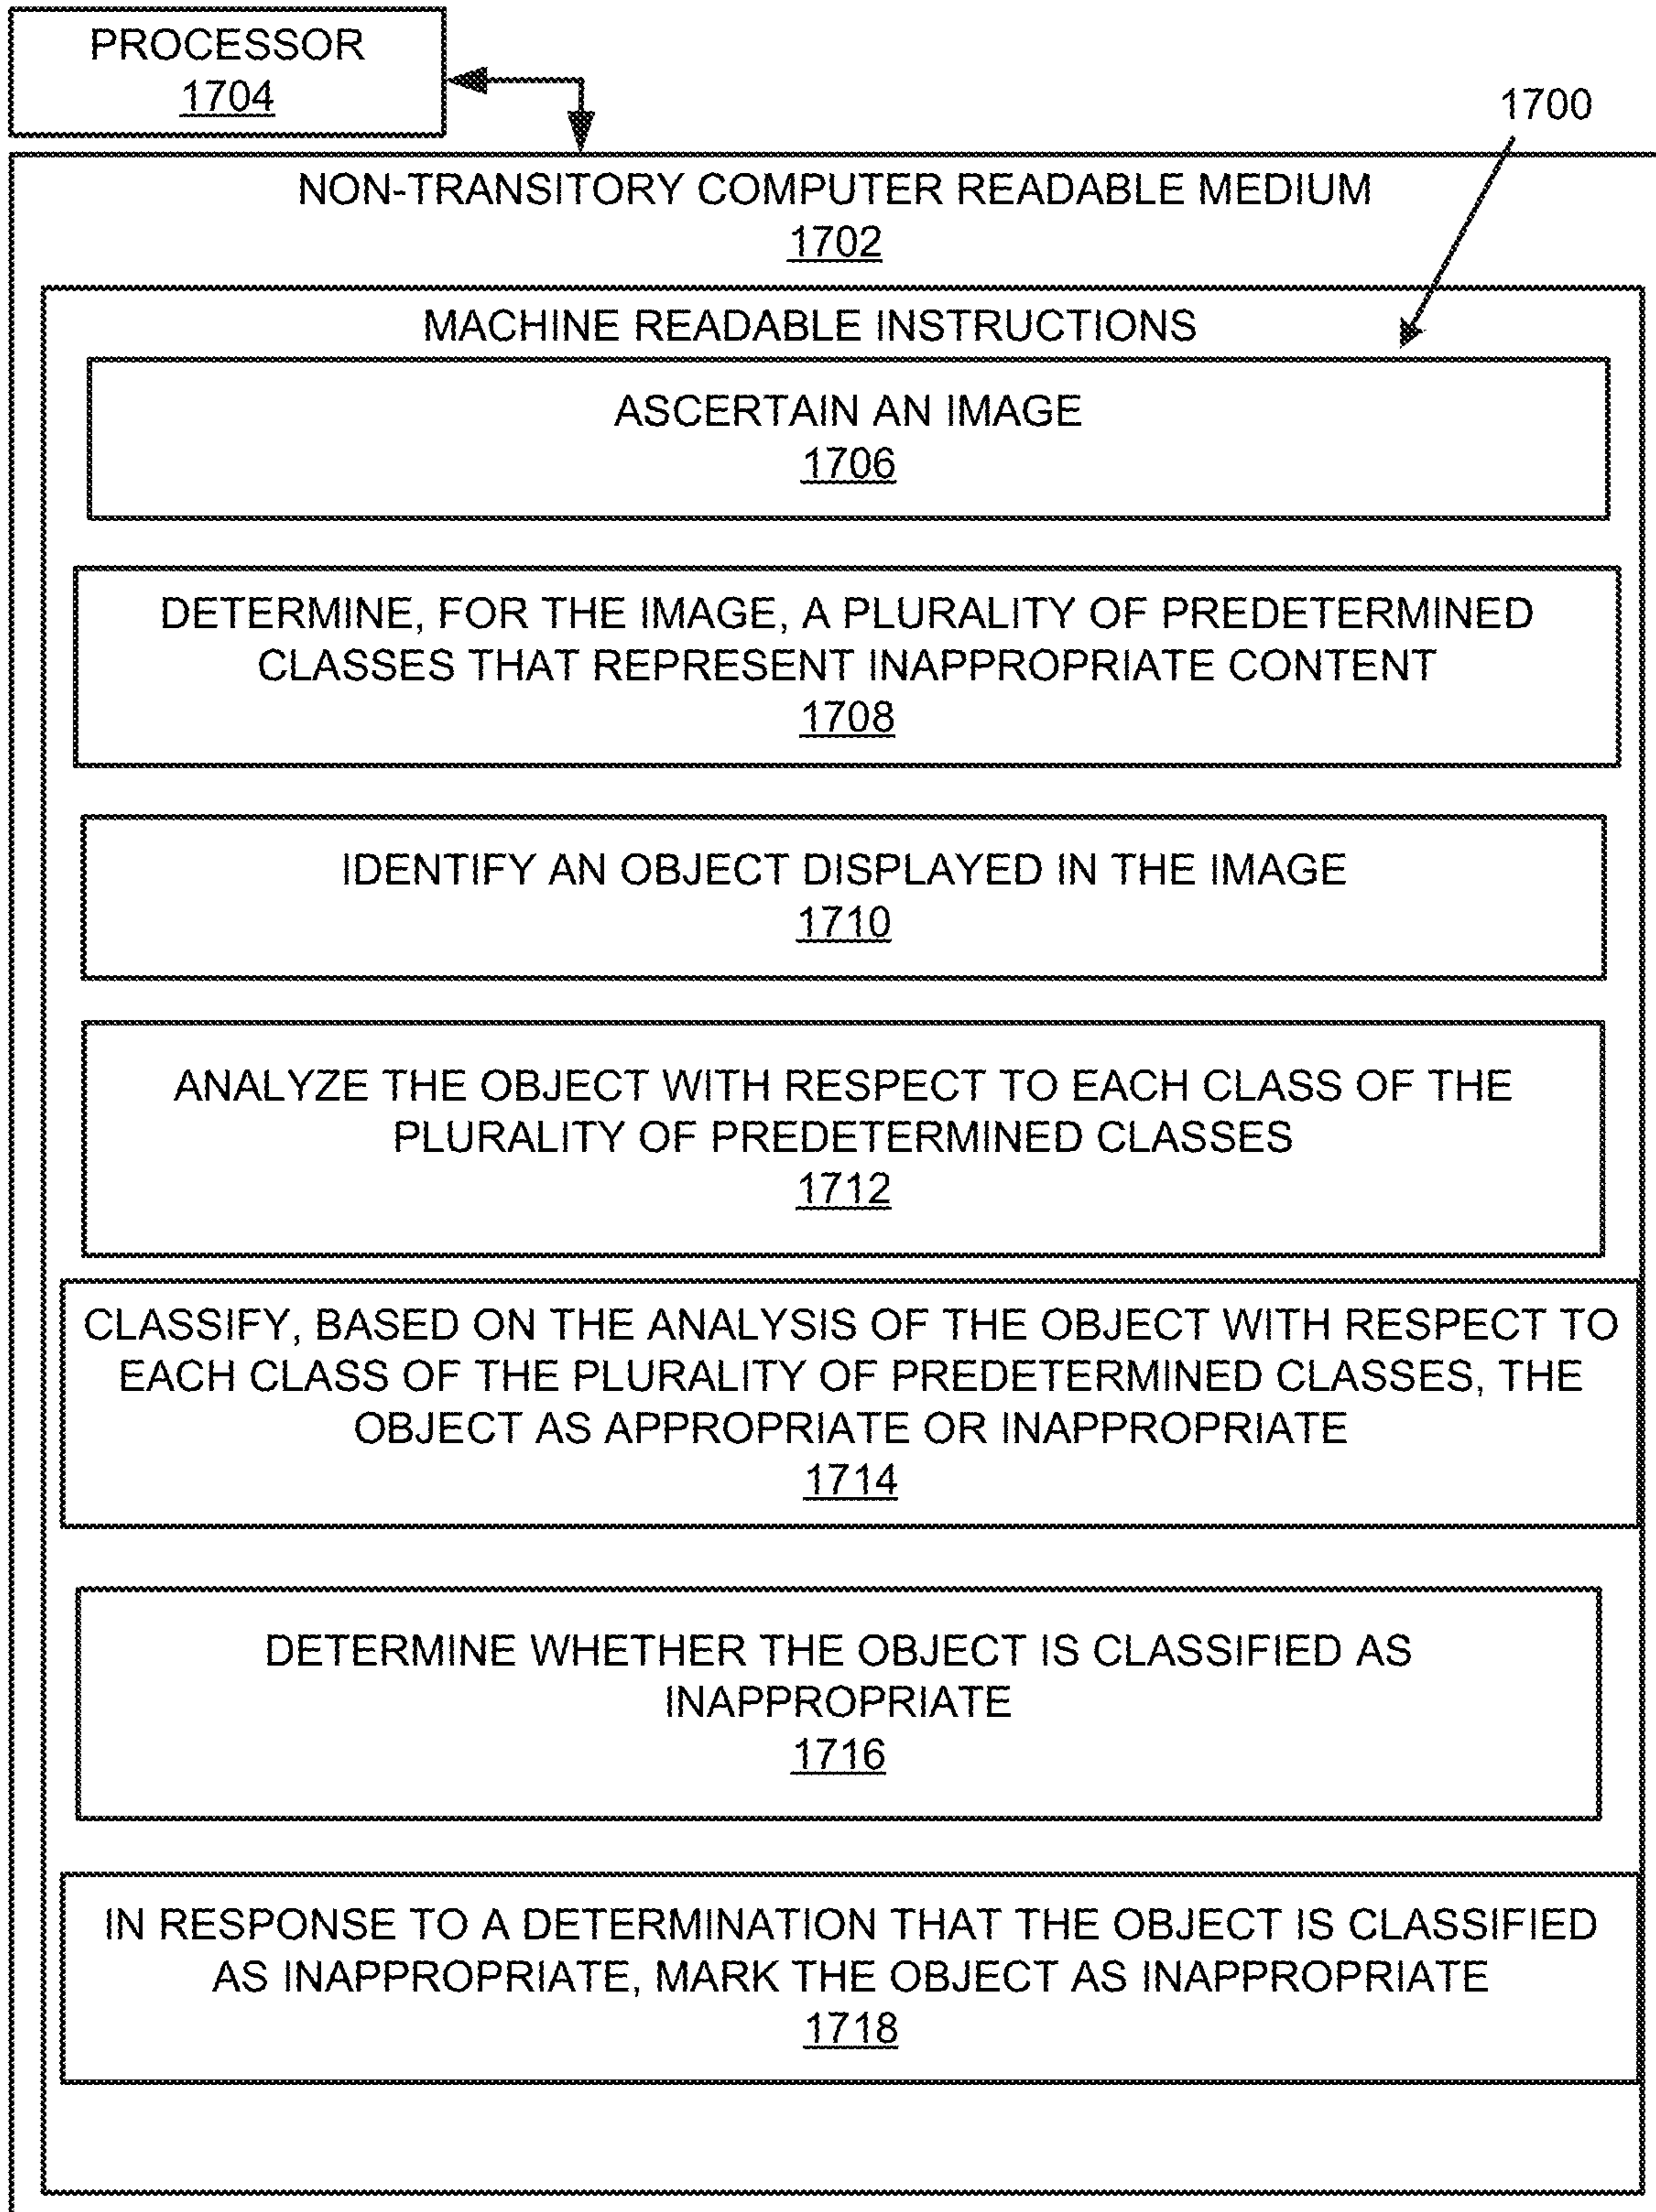 PROCESSOR
1704
1700
NON-TRANSITORY COMPUTER READABLE MEDIUM
1702
MACHINE READABLE INSTRUCTIONS
ASCERTAIN AN IMAGE
1706
DETERMINE, FOR THE IMAGE, A PLURALITY OF PREDETERMINED
CLASSES THAT REPRESENT INAPPROPRIATE CONTENT
1708
IDENTIFY AN OBJECT DISPLAYED IN THE IMAGE
1710
ANALYZE THE OBJECT WITH RESPECT TO EACH CLASS OF THE
PLURALITY OF PREDETERMINED CLASSES
1712
CLASSIFY, BASED ON THE ANALYSIS OF THE OBJECT WITH RESPECT TO
EACH CLASS OF THE PLURALITY OF PREDETERMINED CLASSES, THE
OBJECT AS APPROPRIATE OR INAPPROPRIATE
1714
DETERMINE WHETHER THE OBJECT IS CLASSIFIED AS
INAPPROPRIATE
1716
IN RESPONSE TO A DETERMINATION THAT THE OBJECT IS CLASSIFIED
AS INAPPROPRIATE, MARK THE OBJECT AS INAPPROPRIATE
1718